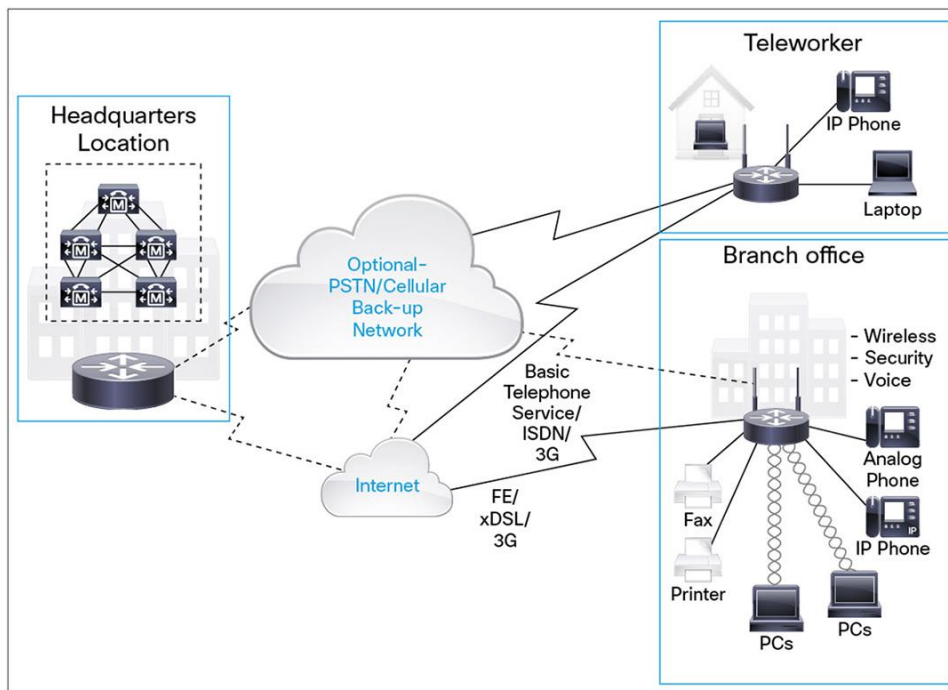 Headquarters
Location
M
M
M
M
M
Optional-
PSTN/Cellular
Back-up
Network
Internet
Basic
Telephone
Service/
ISDN/
3G
FE/
xDSL/
3G
Teleworker
IP Phone
Laptop
Branch office
– Wireless
– Security
– Voice
Analog
Phone
Fax
IP
IP Phone
Printer
PCs
PCs